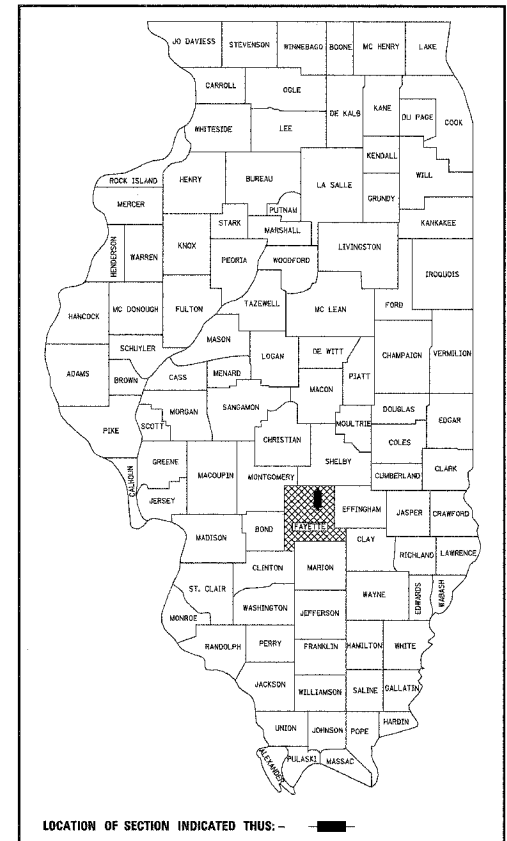 JO DAVIESS STEVENSON WINNEBAGO BOONE MC HENRY LAKE
CARROLL OGLE
DE KALB KANE DU PAGE COOK
WHITESIDE LEE
KENDALL WILL
ROCK ISLAND HENRY BUREAU LA SALLE GRUNDY
MERCER PUTNAM
STARK MARSHALL KANKAKEE
HENDERSON WARREN KNOX PEORIA WOODFORD LIVINGSTON
IROQUOIS
TAZEWELL MC LEAN FORD
HANCOCK MC DONOUGH FULTON
SCHUYLER MASON LOGAN DE WITT CHAMPAIGN VERMILION
ADAMS BROWN CASS MENARD MACON PIATT
MORGAN SANGAMON DOUGLAS
PIKE SCOTT CHRISTIAN MOULTRIE COLES EDGAR
GREENE SHELBY
CALHOUN MACOUPIN MONTGOMERY CUMBERLAND CLARK
JERSEY EFFINGHAM JASPER CRAWFORD
MADISON BOND FAYETTE CLAY
CLINTON MARION RICHLAND LAWRENCE
ST. CLAIR WAYNE EDWARDS WABASH
WASHINGTON JEFFERSON
MONROE
RANDOLPH PERRY FRANKLIN HAMILTON WHITE
JACKSON WILLIAMSON SALINE GALLATIN
UNION JOHNSON POPE HARDIN
ALEXANDER PULASKI MASSAC
LOCATION OF SECTION INDICATED THUS: -